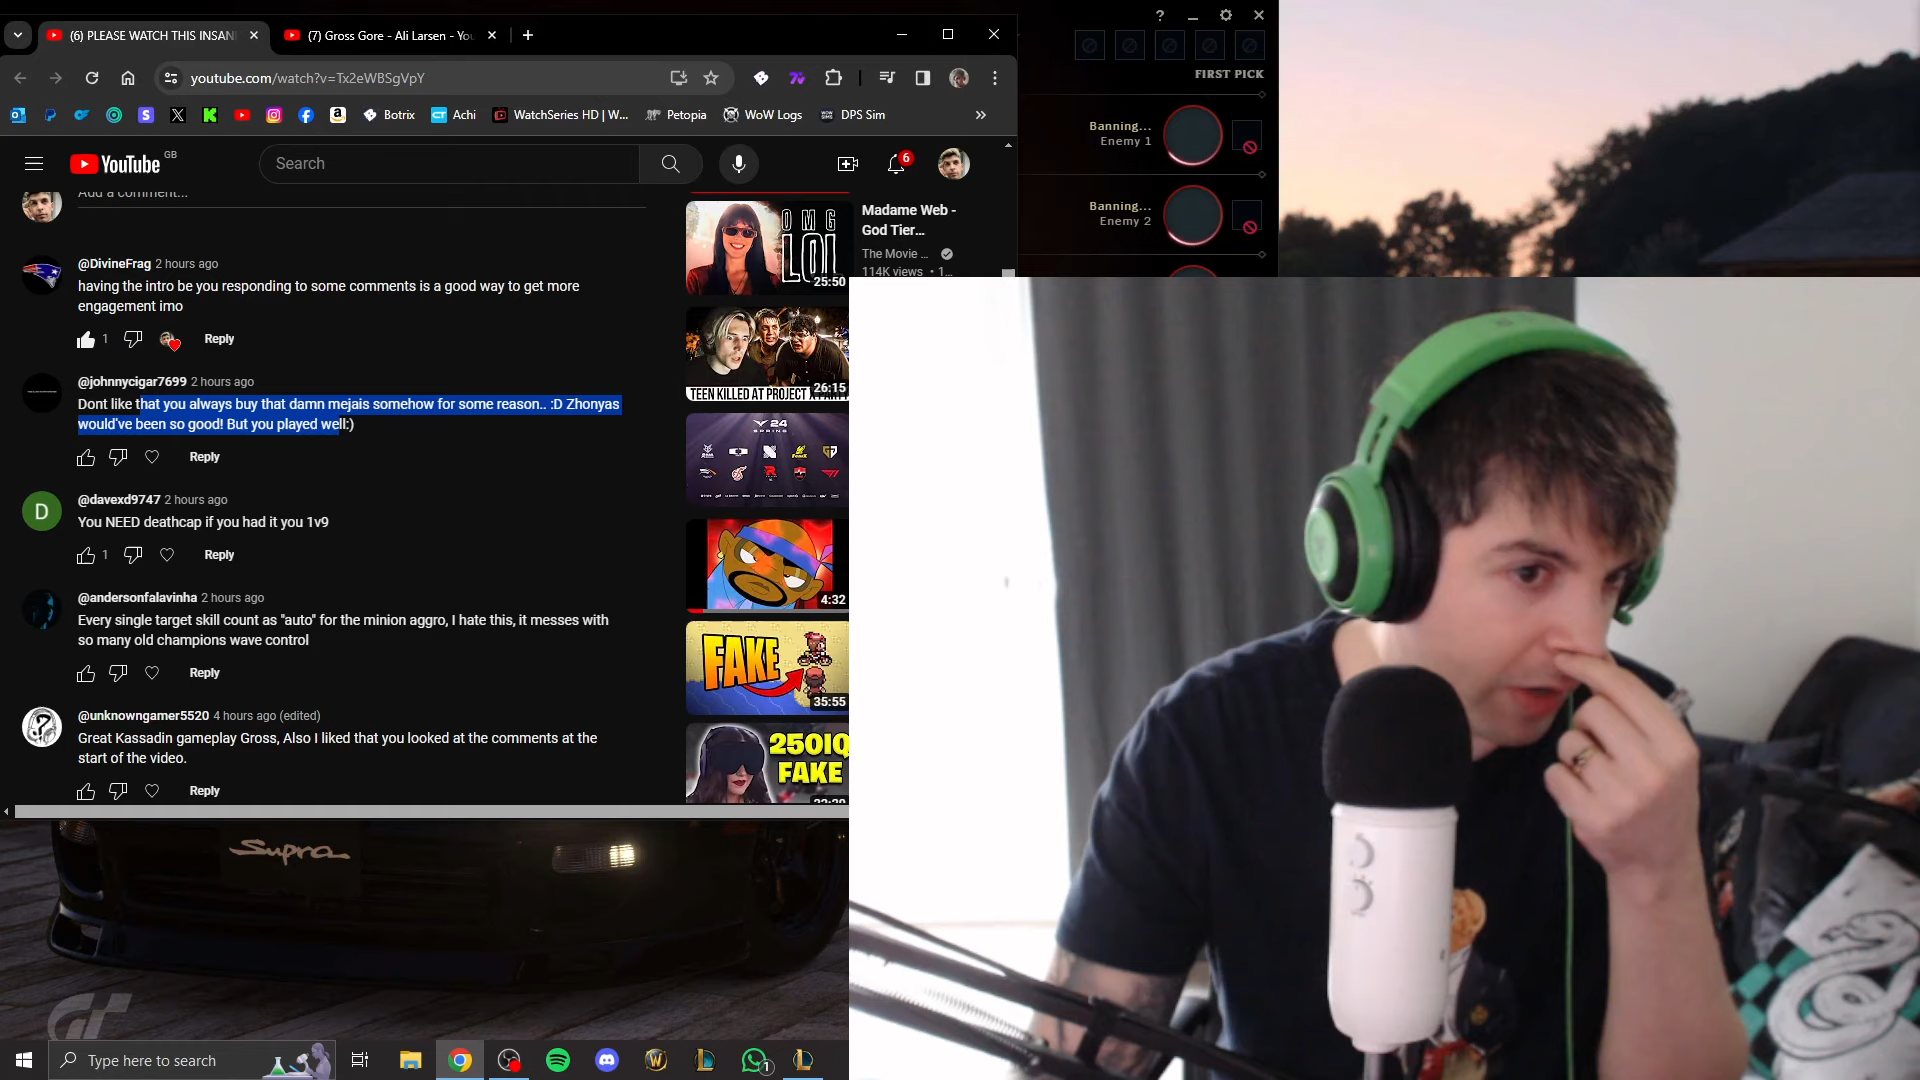 (6) PLEASE WATCH THIS INSAN
(7) Gross Gore - Ali Larsen - You
youtube.com/watch?v=Tx2eWBSgVpY
Botrix
Achi
WatchSeries HD | W...
Petopia
WoW Logs
DPS Sim
FIRST PICK
Banning...
Enemy 1
Banning...
Enemy 2
YouTube GB
Search
6
Add a comment...
@DivineFrag 2 hours ago
having the intro be you responding to some comments is a good way to get more
engagement imo
1
Reply
@johnnycigar7699 2 hours ago
Dont like that you always buy that damn mejais somehow for some reason.. :D Zhonyas
would've been so good! But you played well:)
Reply
@davexd9747 2 hours ago
D
You NEED deathcap if you had it you 1v9
1
Reply
@andersonfalavinha 2 hours ago
Every single target skill count as "auto" for the minion aggro, I hate this, it messes with
so many old champions wave control
Reply
@unknowngamer5520 4 hours ago (edited)
Great Kassadin gameplay Gross, Also I liked that you looked at the comments at the
start of the video.
Reply
OMG
LOL
25:50
Madame Web -
God Tier...
The Movie ...
114K views • 1...
TEEN KILLED AT PROJECT X PARTY
26:15
24
SPRING
4:32
FAKE
35:55
250IQ
FAKE
Supra
GT
Type here to search
1